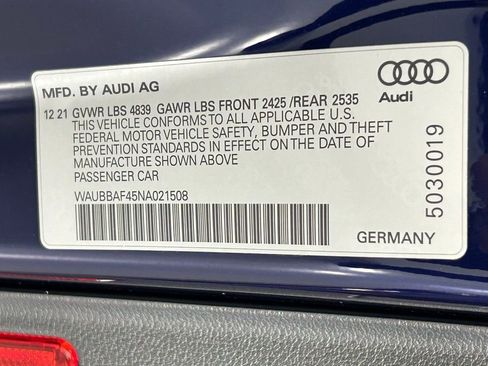 MFD. BY AUDI AG
Audi
12 21 GVWR LBS 4839 GAWR LBS FRONT 2425 /REAR 2535
THIS VEHICLE CONFORMS TO ALL APPLICABLE U.S.
FEDERAL MOTOR VEHICLE SAFETY, BUMPER AND THEFT
PREVENTION STANDARDS IN EFFECT ON THE DATE OF
MANUFACTURE SHOWN ABOVE
PASSENGER CAR
WAUBBAF45NA021508
5030019
GERMANY